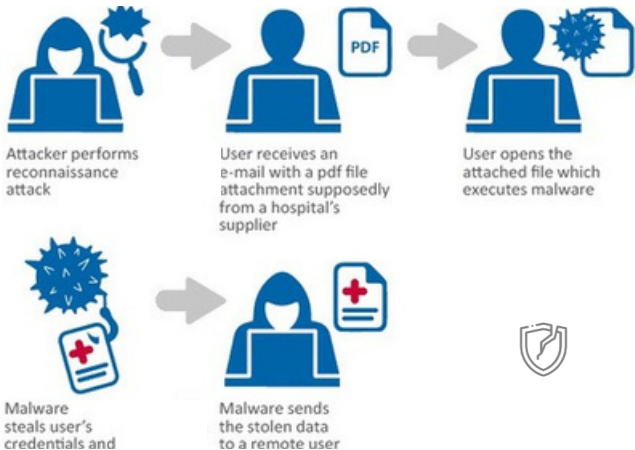 PDF
Attacker performs
reconnaissance
attack
User receives an
e-mail with a pdf file
attachment supposedly
from a hospital's
supplier
User opens the
attached file which
executes malware
Malware
steals user's
credentials and
Malware sends
the stolen data
to a remote user